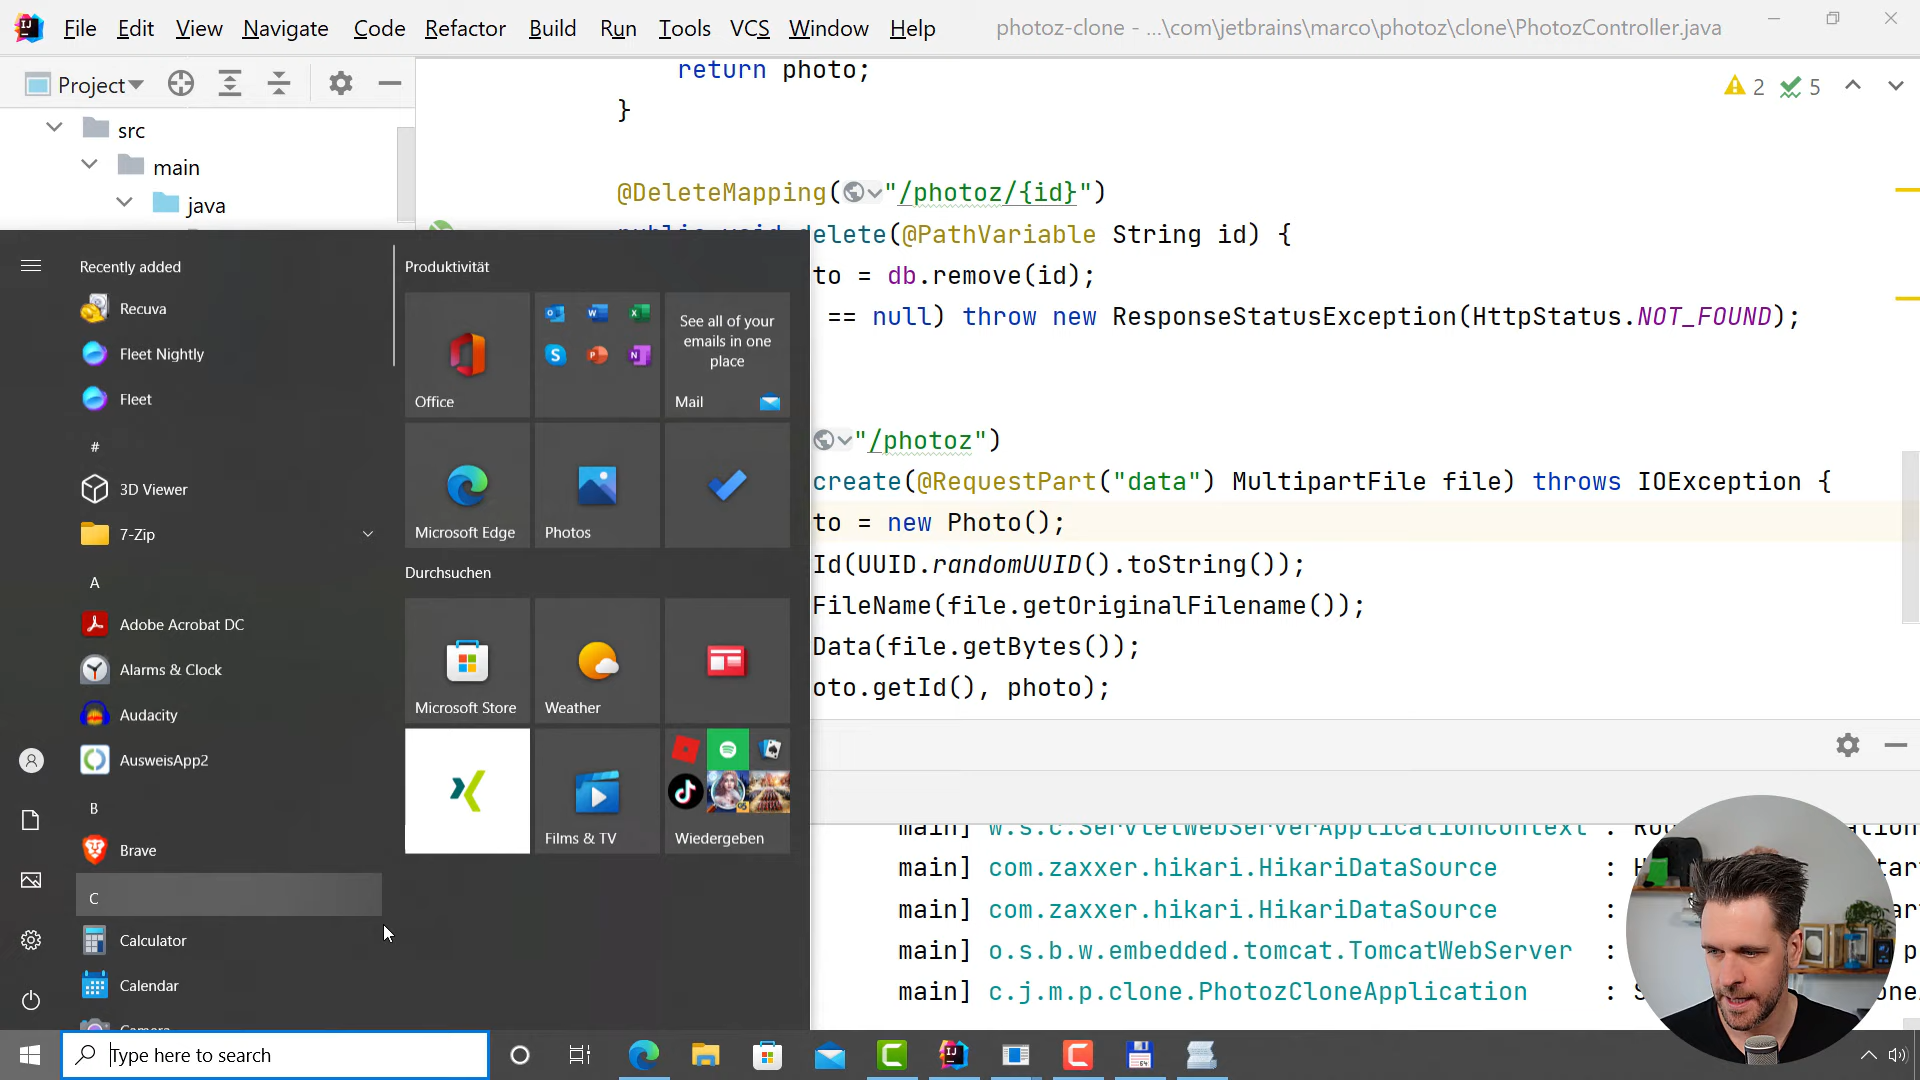 File Edit View Navigate Code Refactor Build Run Tools VCS Window Help photoz-clone - ...\com\jetbrains\marco\photoz\clone\PhotozController.java
Project
src
main
java
2 5
return photo;
}
@DeleteMapping("/photoz/{id}")
delete(@PathVariable String id) {
to = db.remove(id);
== null) throw new ResponseStatusException(HttpStatus.NOT_FOUND);
"/photoz")
create(@RequestPart("data") MultipartFile file) throws IOException {
to = new Photo();
Id(UUID.randomUUID().toString());
FileName(file.getOriginalFilename());
Data(file.getBytes());
oto.getId(), photo);
Recently added
Recuva
Fleet Nightly
Fleet
#
3D Viewer
7-Zip
A
Adobe Acrobat DC
Alarms & Clock
Audacity
AusweisApp2
B
Brave
C
Calculator
Calendar
Produktivität
Office
See all of your
emails in one
place
Mail
Microsoft Edge
Photos
Durchsuchen
Microsoft Store
Weather
Films & TV
Wiedergeben
main] w.s.c.ServletWebServerApplicationContext :
main] com.zaxxer.hikari.HikariDataSource :
main] com.zaxxer.hikari.HikariDataSource :
main] o.s.b.w.embedded.tomcat.TomcatWebServer :
main] c.j.m.p.clone.PhotozCloneApplication :
Type here to search